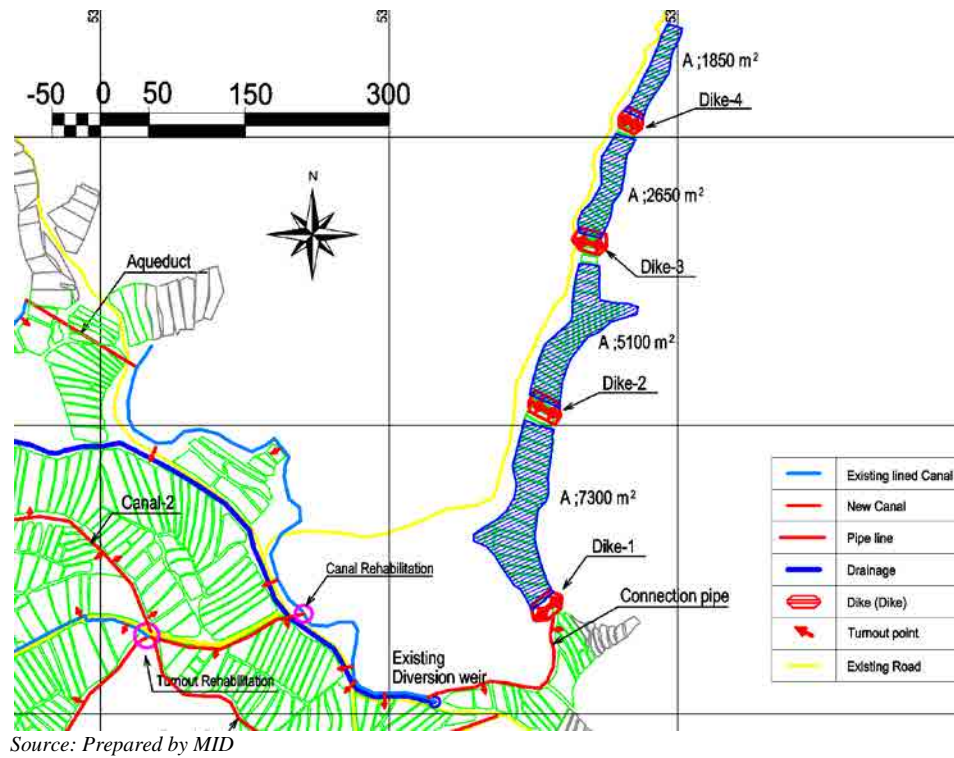 53
53
53
-50 0 50 150 300
A ;1850 m²
Dike-4
N
A ;2650 m²
Dike-3
Aqueduct
A ;5100 m²
Dike-2
Canal-2
A ;7300 m²
Dike-1
Canal Rehabilitation
Connection pipe
Existing
Diversion weir
Turnout Rehabilitation
Existing lined Canal
New Canal
Pipe line
Drainage
Dike (Dike)
Turnout point
Existing Road
Source: Prepared by MID